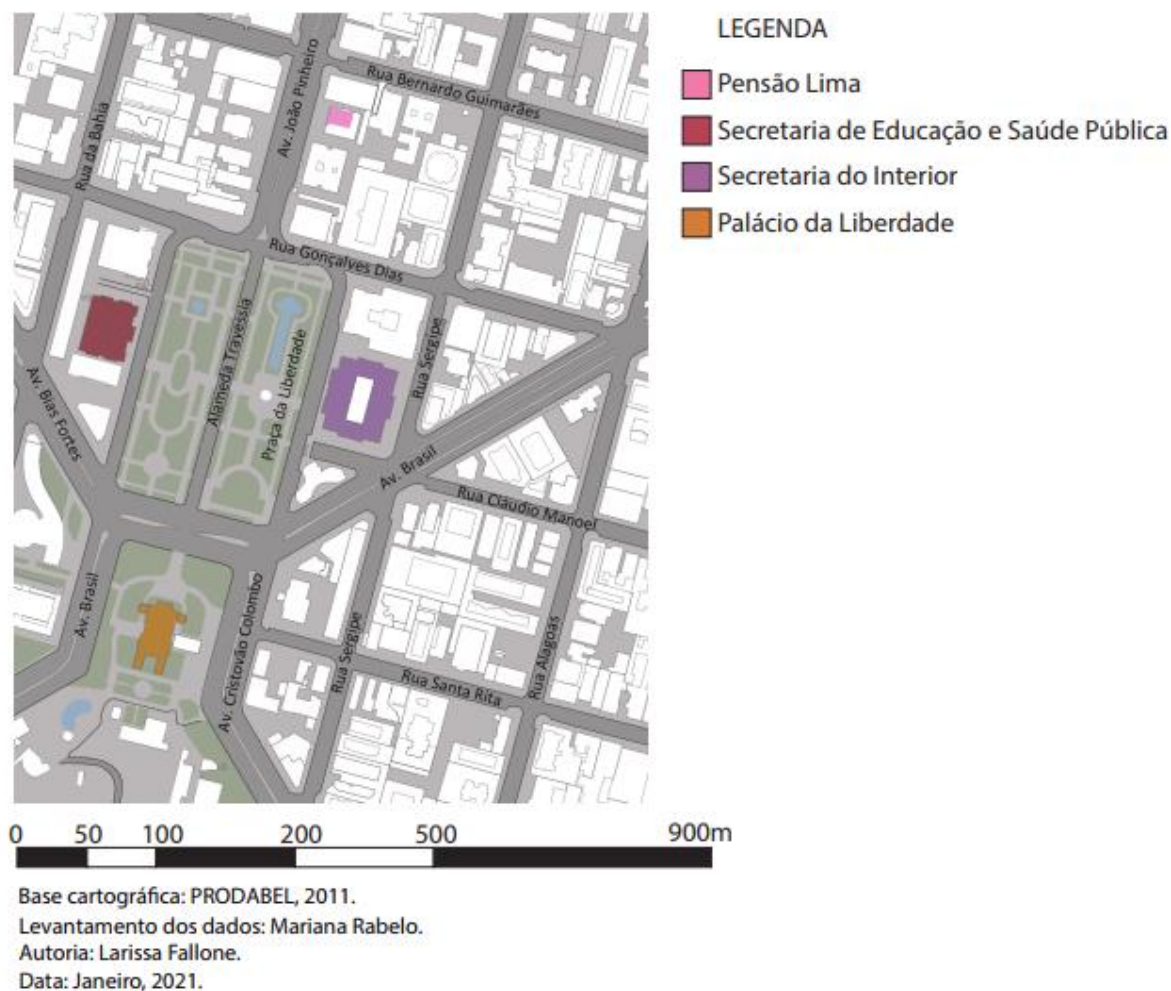 LEGENDA
Pensão Lima
Secretaria de Educação e Saúde Pública
Secretaria do Interior
Palácio da Liberdade
Rua da Bahia
Av. João Pinheiro
Rua Bernardo Guimarães
Rua Gonçalves Dias
Av. Bias Fortes
Alameda Travessia
Praça da Liberdade
Rua Sergipe
Av. Brasil
Rua Cláudio Manoel
Av. Brasil
Av. Cristovão Colombo
Rua Sergipe
Rua Santa Rita
Rua Alagoas
0 50 100 200 500 900m
Base cartográfica: PRODABEL, 2011.
Levantamento dos dados: Mariana Rabelo.
Autoria: Larissa Fallone.
Data: Janeiro, 2021.